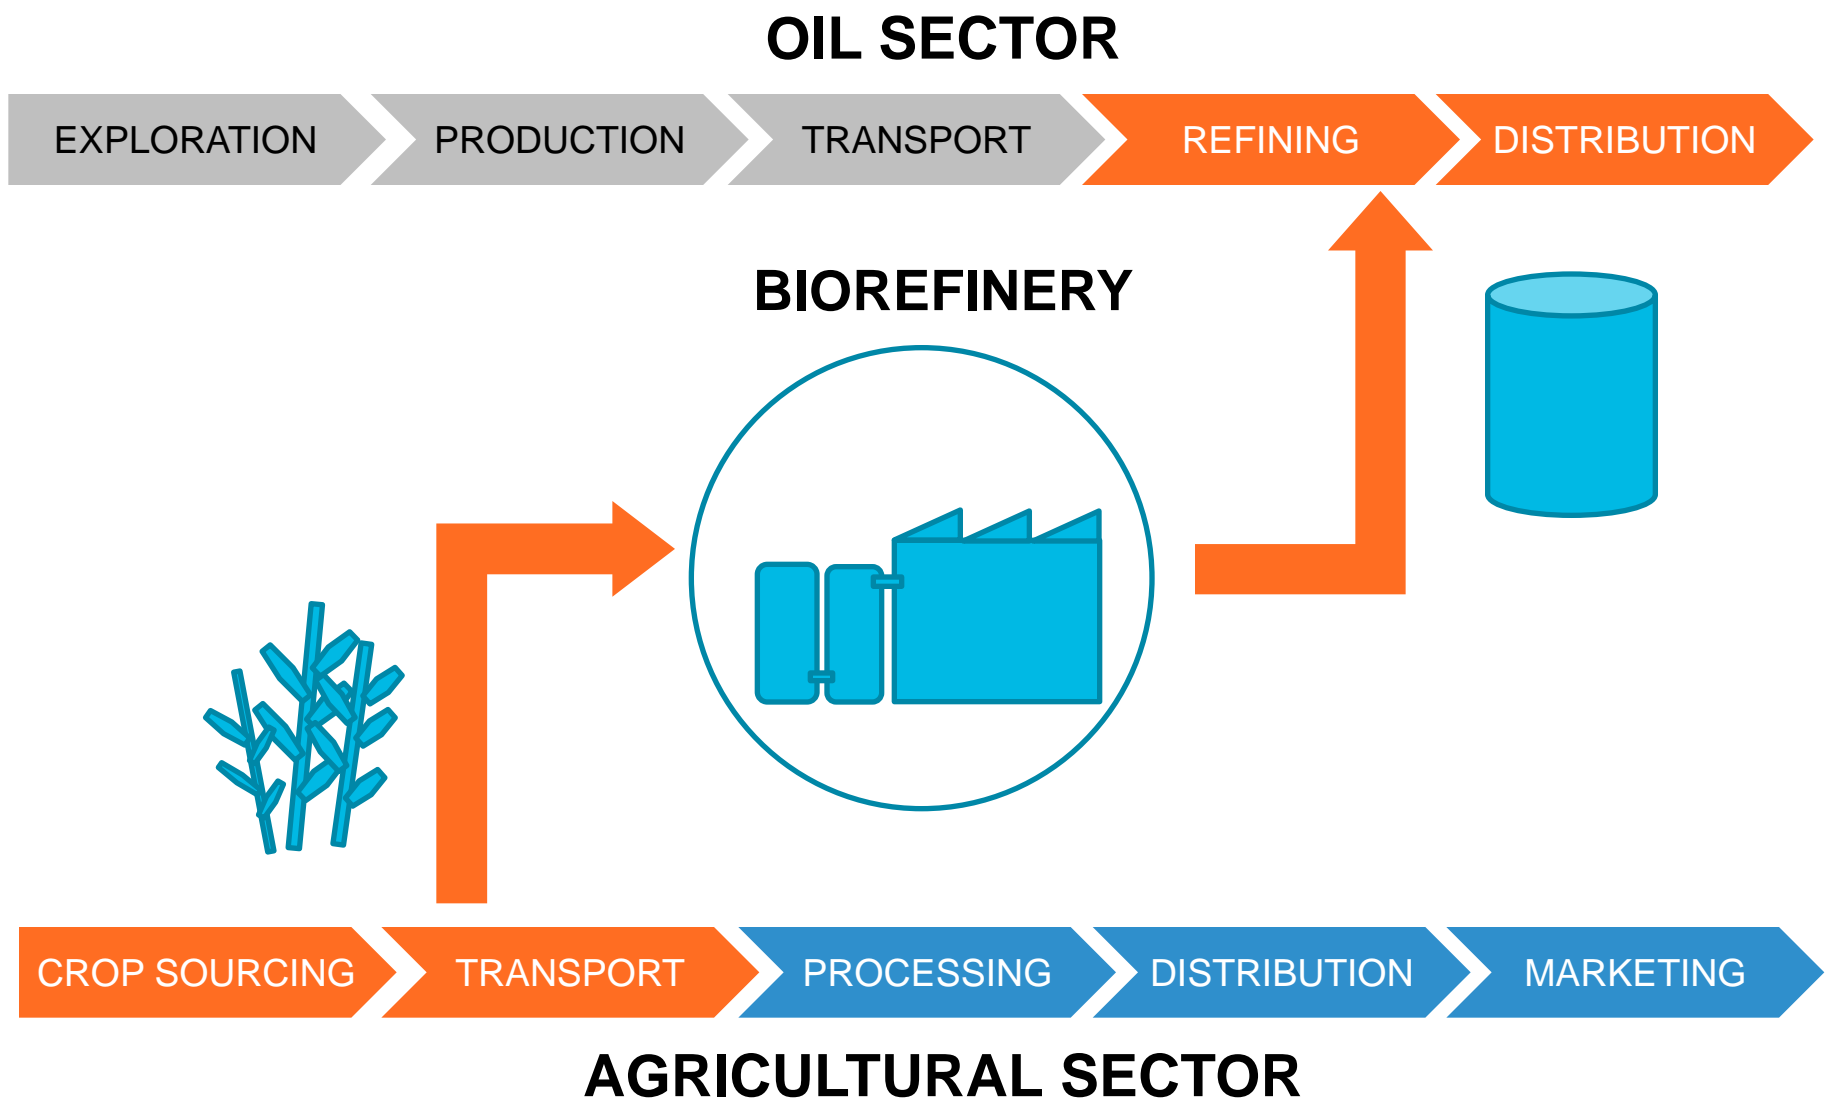 OIL SECTOR
EXPLORATION
PRODUCTION
TRANSPORT
REFINING
DISTRIBUTION
BIOREFINERY
CROP SOURCING
TRANSPORT
PROCESSING
DISTRIBUTION
MARKETING
AGRICULTURAL SECTOR